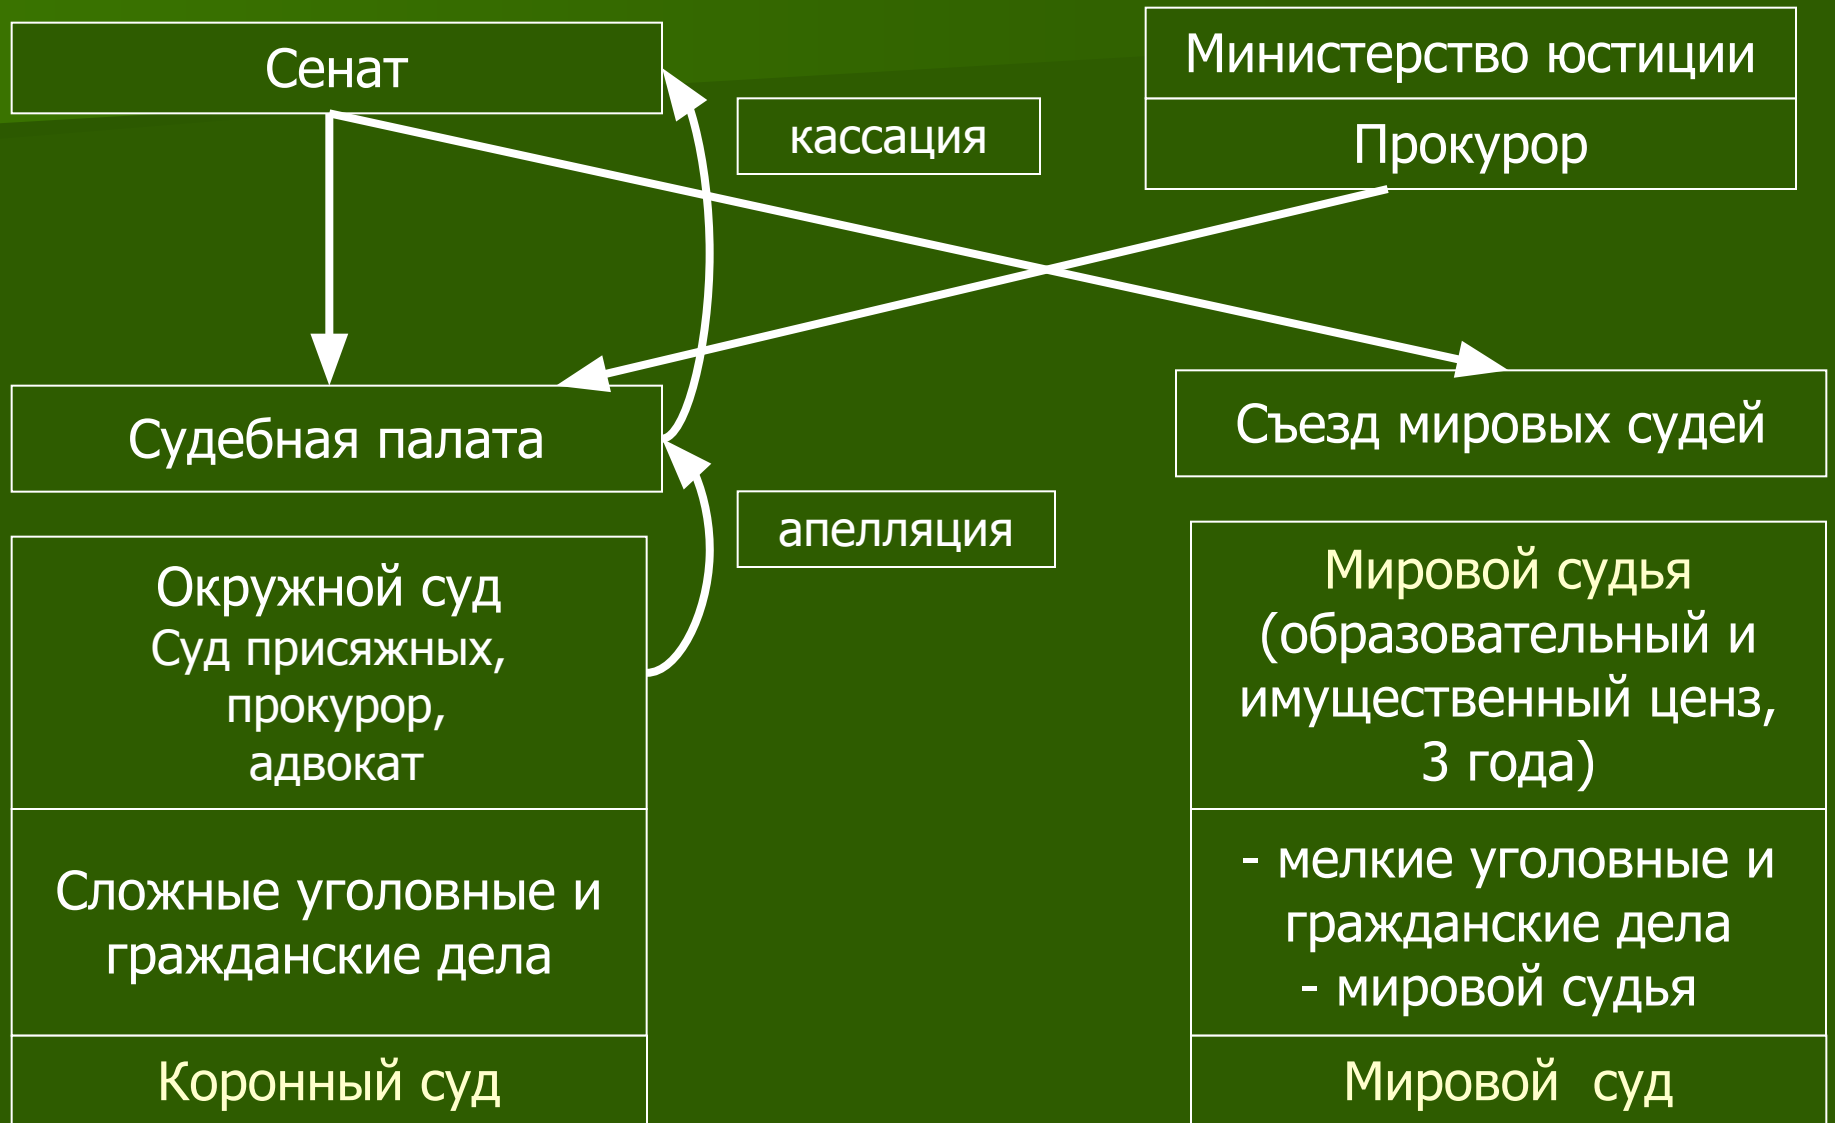 Сенат
Министерство юстиции
Прокурор
кассация
Судебная палата
Съезд мировых судей
апелляция
Окружной суд
Суд присяжных,
прокурор,
адвокат
Сложные уголовные и
гражданские дела
Коронный суд
Мировой судья
(образовательный и
имущественный ценз,
3 года)
- мелкие уголовные и
гражданские дела
- мировой судья
Мировой суд